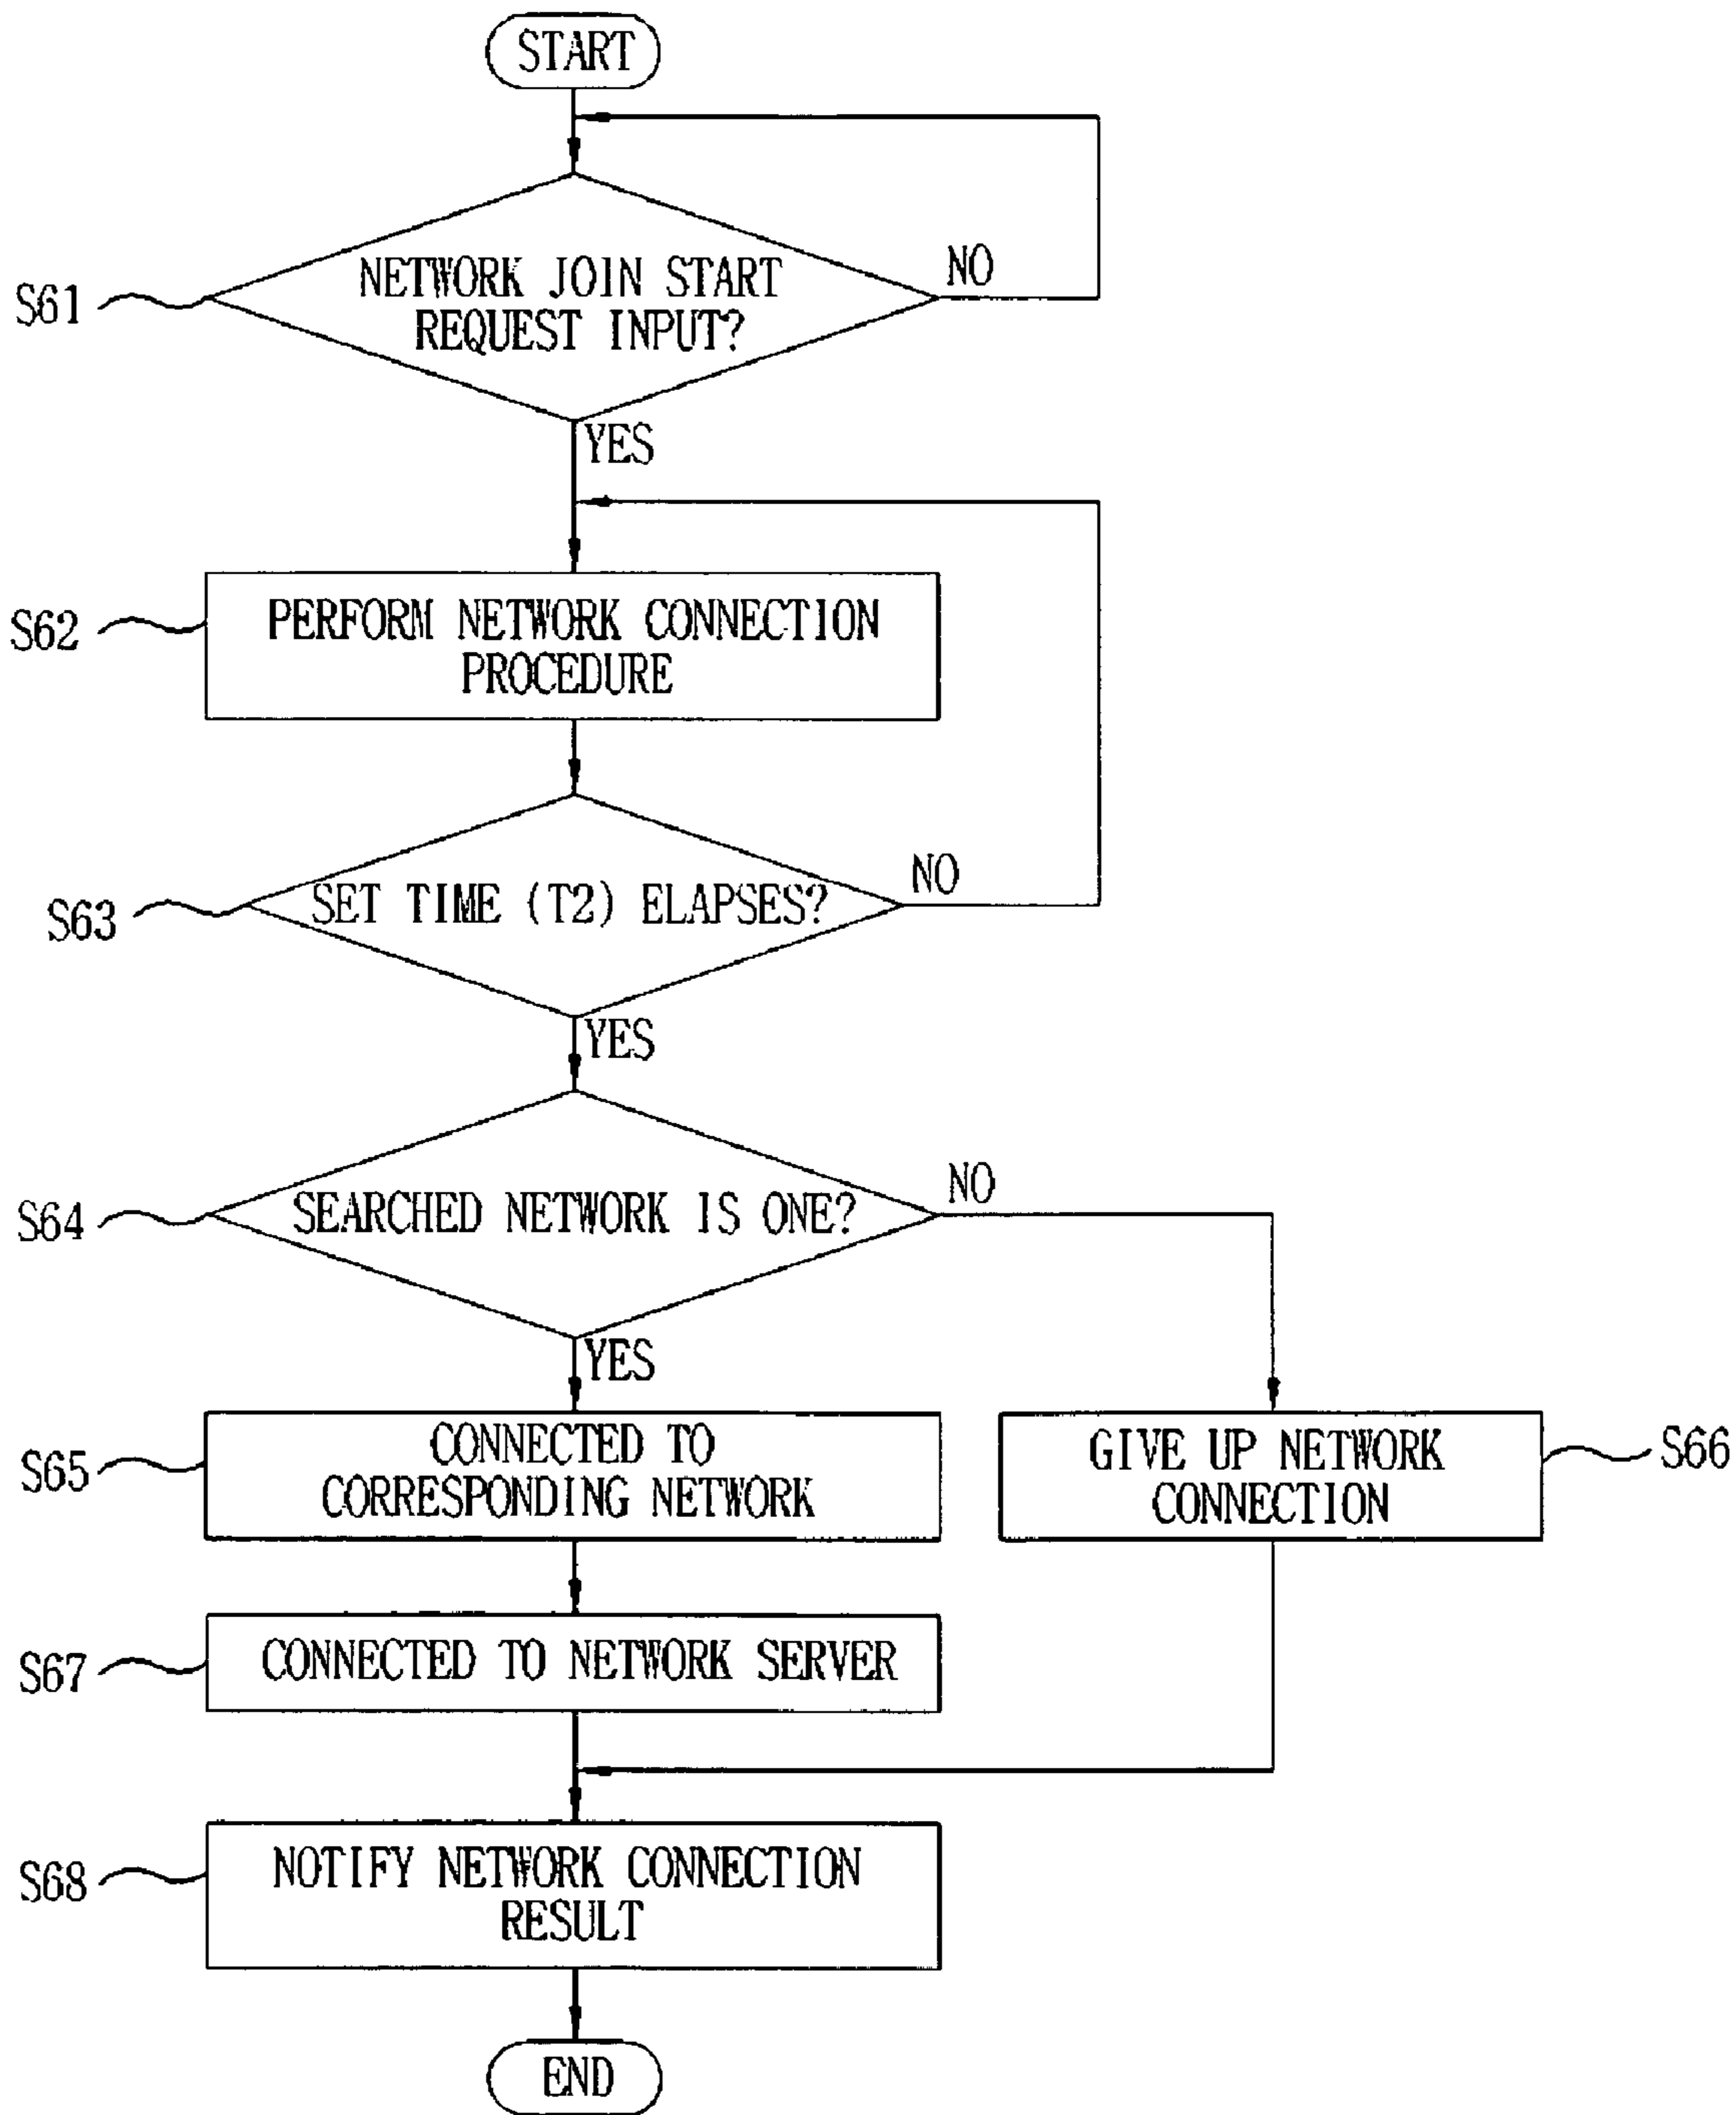 START
NETWORK JOIN START
REQUEST INPUT?
NO
S61
YES
S62
PERFORM NETWORK CONNECTION
PROCEDURE
S63
SET TIME (T2) ELAPSES?
NO
YES
S64
SEARCHED NETWORK IS ONE?
NO
YES
S65
CONNECTED TO
CORRESPONDING NETWORK
GIVE UP NETWORK
CONNECTION
S66
S67
CONNECTED TO NETWORK SERVER
S68
NOTIFY NETWORK CONNECTION
RESULT
END